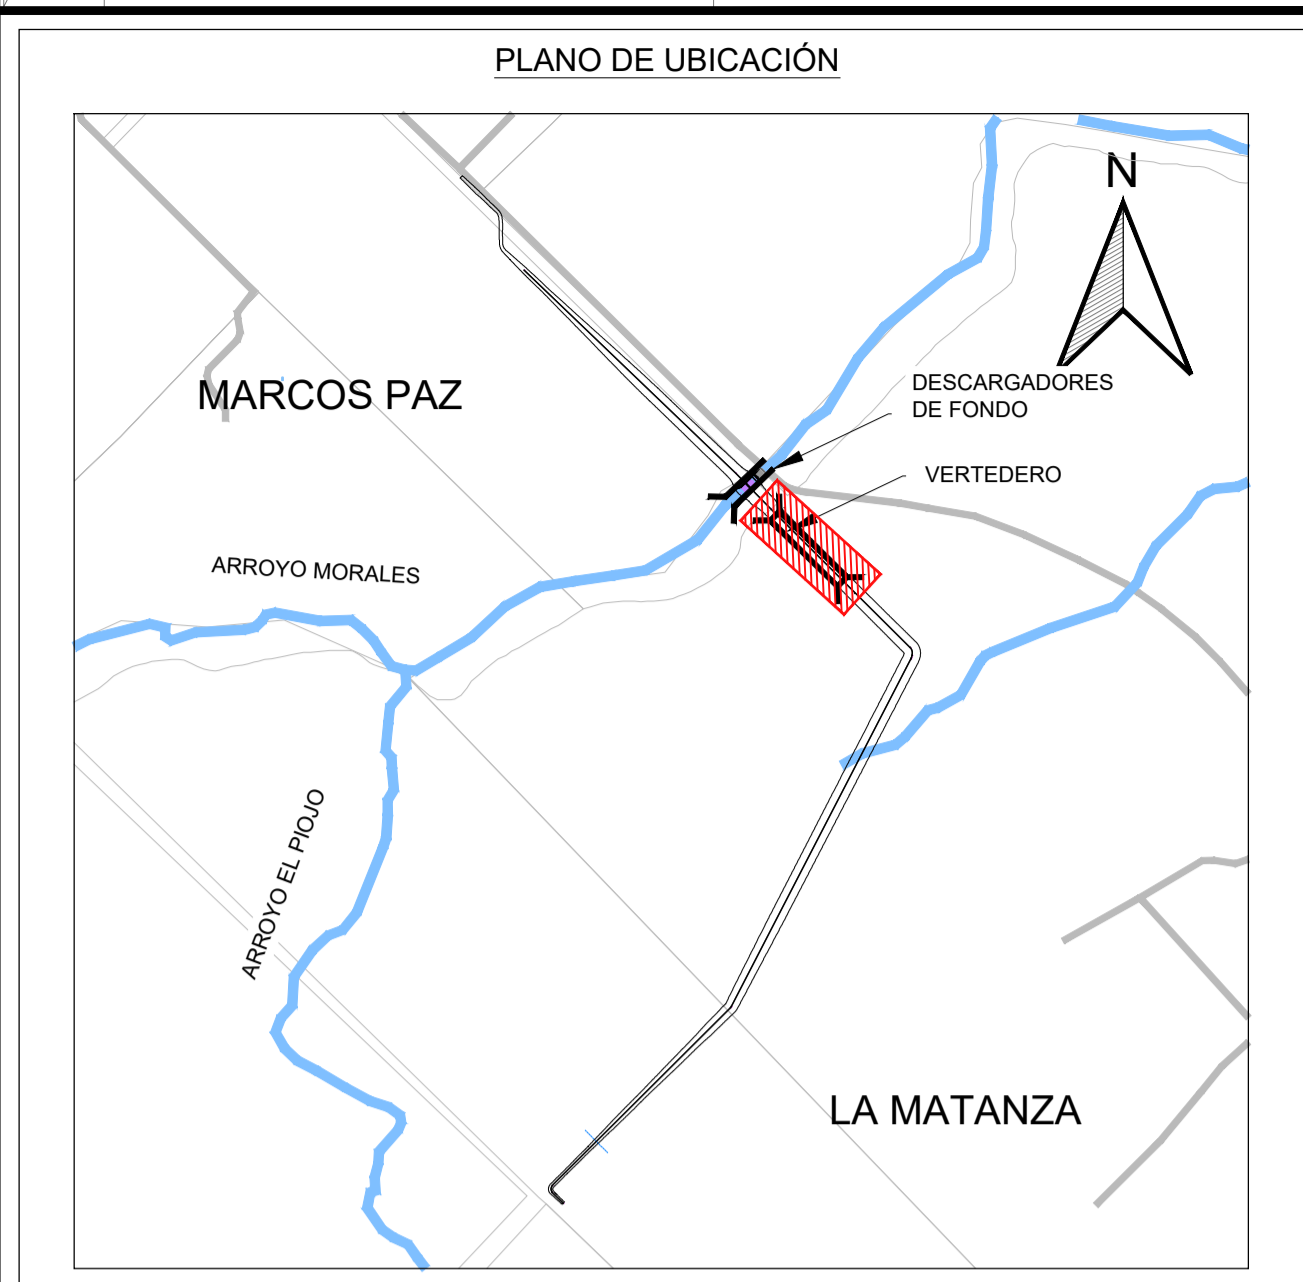 PLANO DE UBICACIÓN
N
MARCOS PAZ
DESCARGADORES
DE FONDO
VERTEDERO
ARROYO MORALES
ARROYO EL PIOJO
LA MATANZA